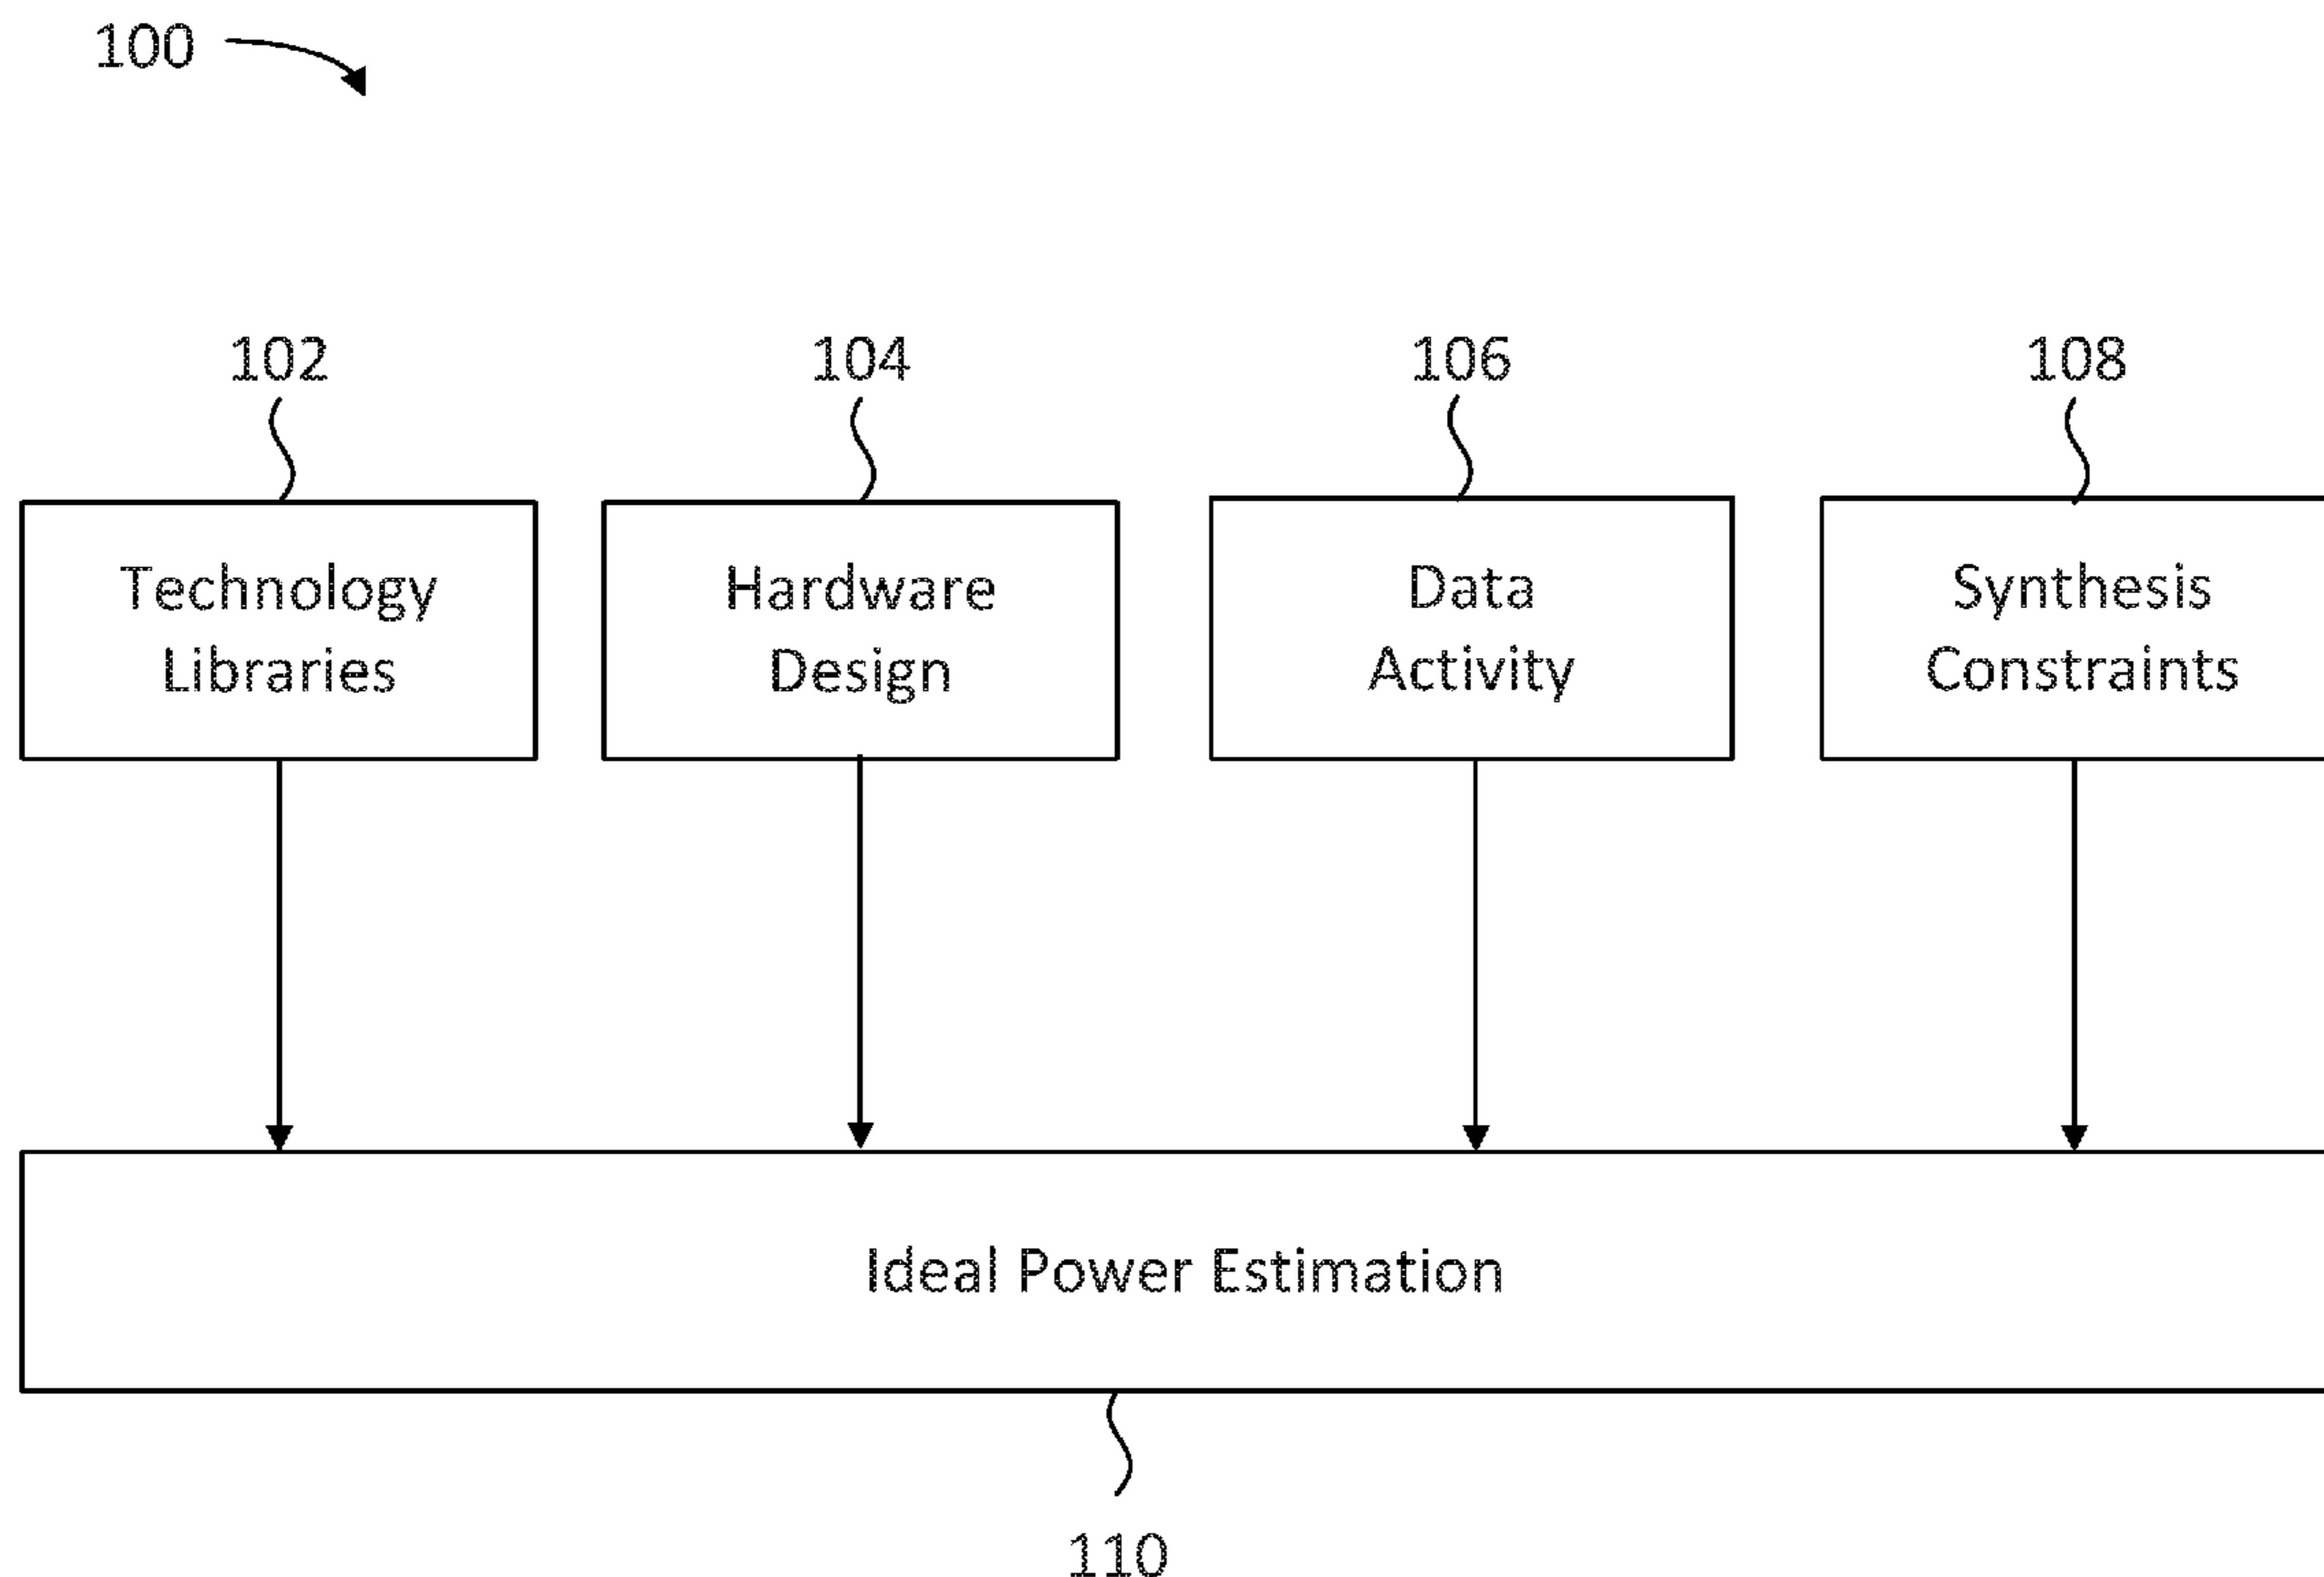 100
102
104
106
108
Technology
Libraries
Hardware
Design
Data
Activity
Synthesis
Constraints
Ideal Power Estimation
110